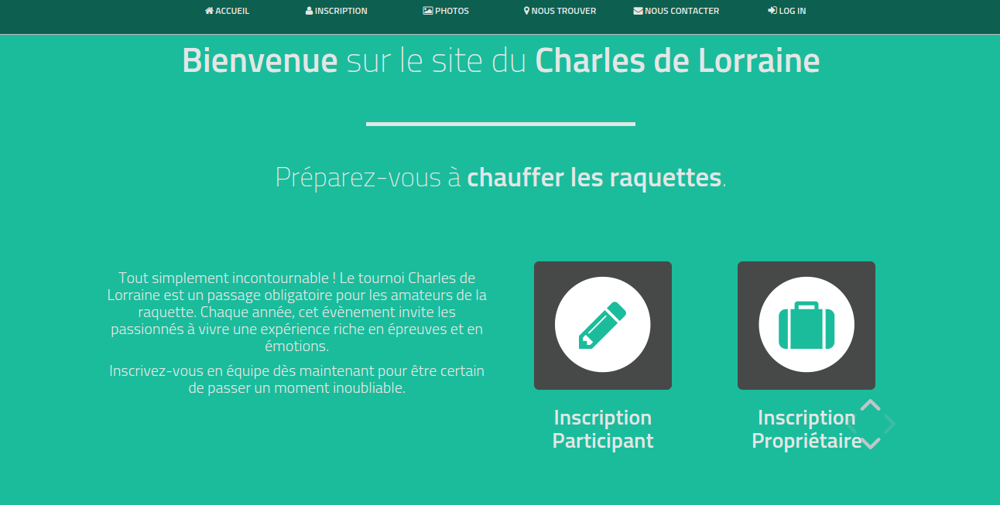 ACCUEIL INSCRIPTION PHOTOS NOUS TROUVER NOUS CONTACTER LOG IN
Bienvenue sur le site du Charles de Lorraine
Préparez-vous à chauffer les raquettes.
Tout simplement incontournable ! Le tournoi Charles de
Lorraine est un passage obligatoire pour les amateurs de la
raquette. Chaque année, cet évènement invite les
passionnés à vivre une expérience riche en épreuves et en
émotions.
Inscrivez-vous en équipe dès maintenant pour être certain
de passer un moment inoubliable.
Inscription
Participant
Inscription
Propriétaire